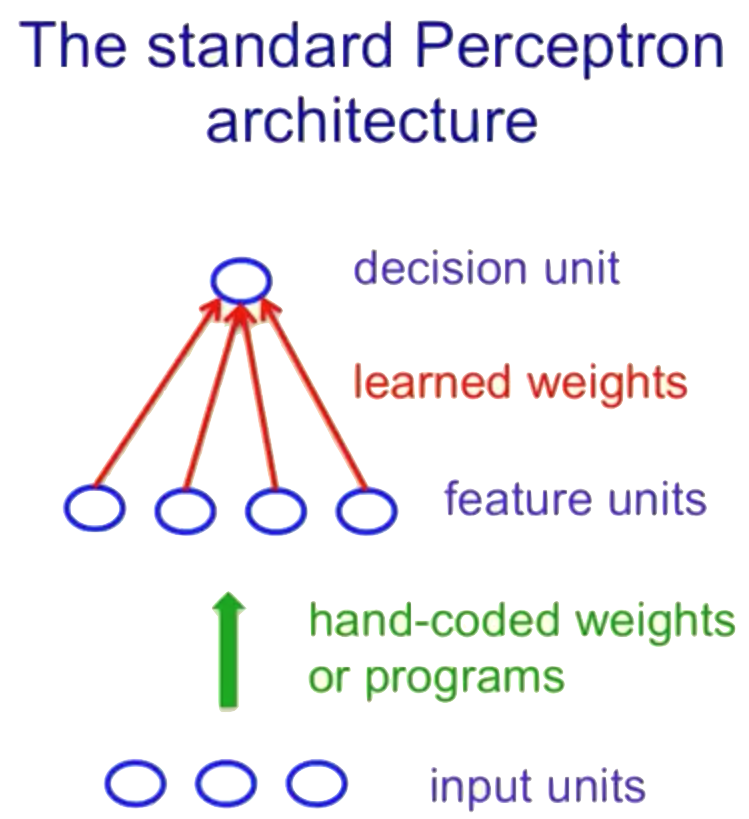 The standard Perceptron
architecture
decision unit
learned weights
feature units
hand-coded weights
or programs
input units